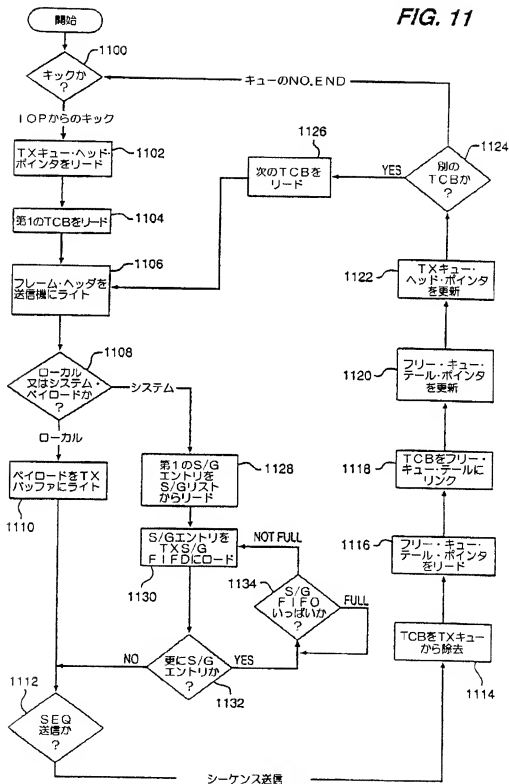 FIG. 11
開始
1100
キックか
?
キューのNO.END
IOPからのキック
TXキュー・ヘッド・
ポインタをリード
1102
第1のTCBをリード
1104
1106
フレーム・ヘッダを
送信機にライト
1108
ローカル
又はシステム・
ペイロードか
?
システム
ローカル
ペイロードをTX
バッファにライト
1110
第1のS/G
エントリを
S/Gリスト
からリード
1128
S/Gエントリを
TXS/G
FIFDにロード
1130
NOT FULL
1134
S/G
FIFO
いっぱいか
?
FULL
更にS/G
エントリか
?
1132
NO
YES
1112
SEQ
送信か
?
シーケンス送信
TCBをTXキュー
から除去
1114
フリー・キュー・
テール・ポインタ
をリード
1116
TCBをフリー・
キュー・テールに
リンク
1118
フリー・キュー・
テール・ポインタ
を更新
1120
TXキュー・
ヘッド・ポインタ
を更新
1122
別の
TCBか
?
1124
YES
1126
次のTCBを
リード